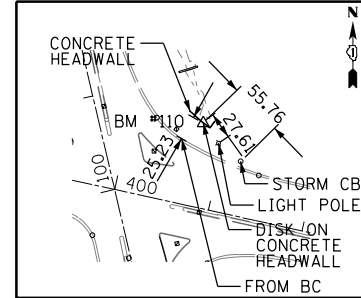 N
CONCRETE
HEADWALL
55.76
BM #110
27.61
25.23
100
400
STORM CB
LIGHT POLE
DISK ON
CONCRETE
HEADWALL
FROM BC